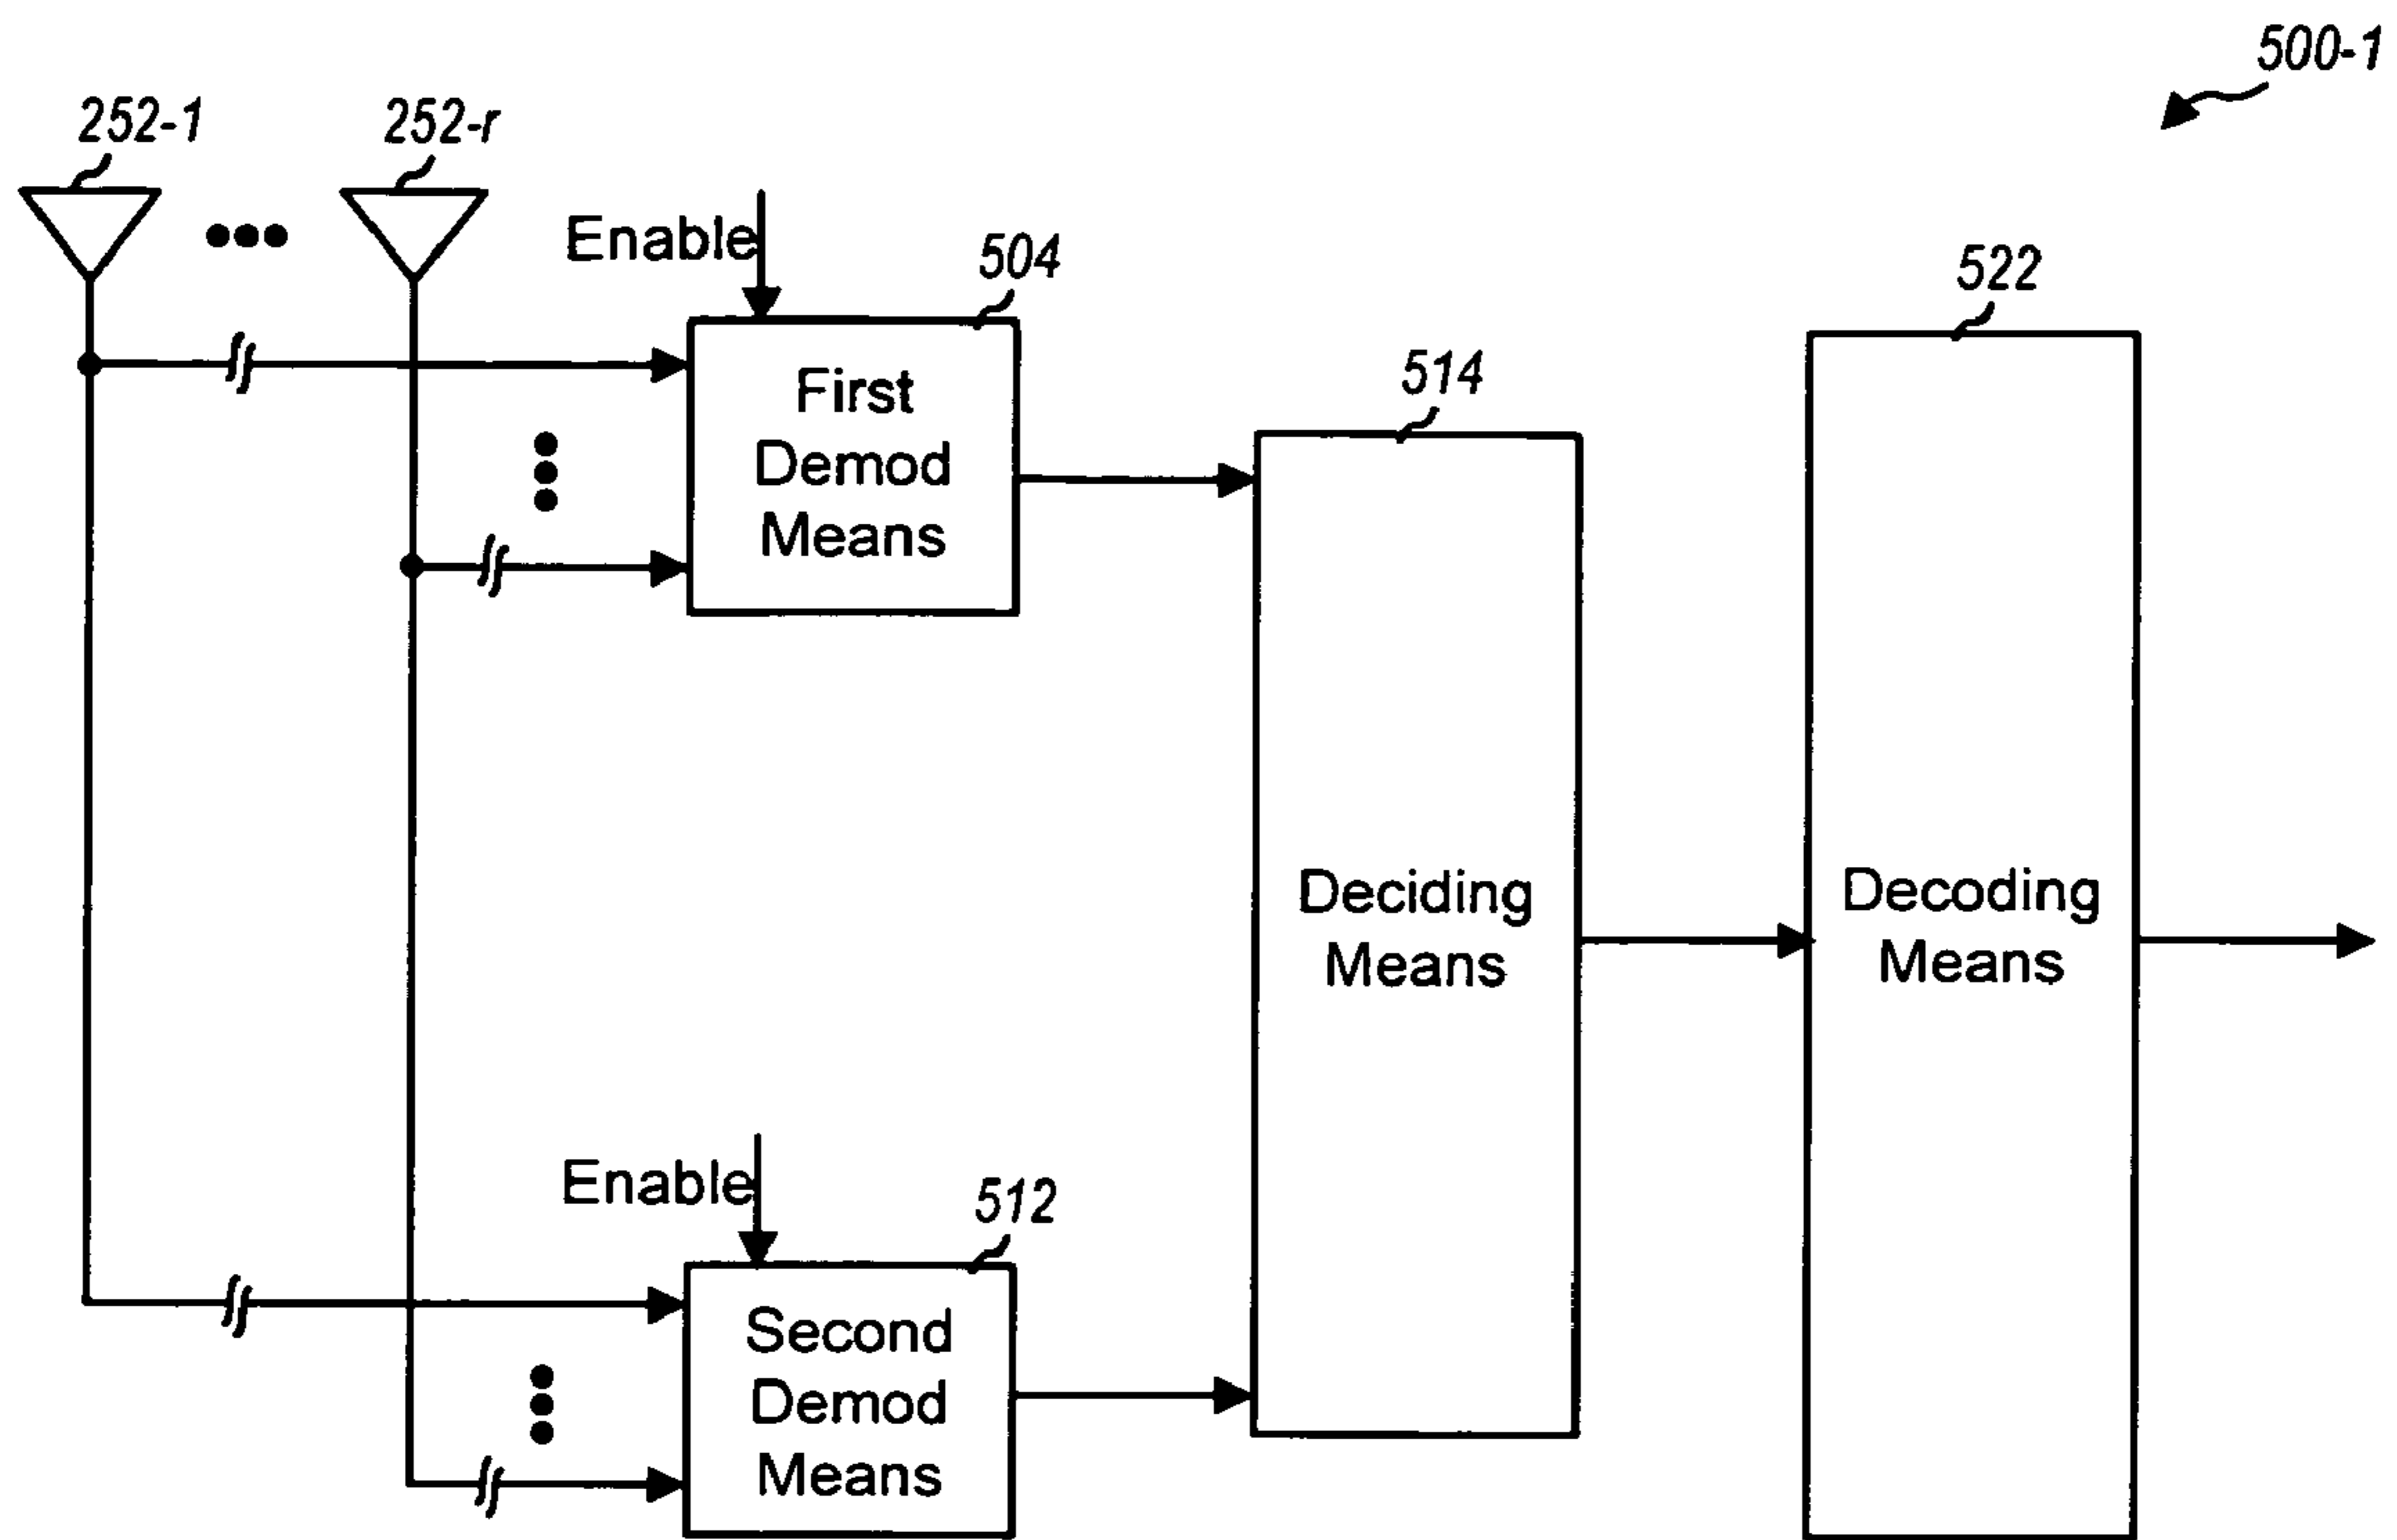 500-1
252-1
252-r
Enable
504
First
Demod
Means
514
522
Deciding
Means
Decoding
Means
Enable
512
Second
Demod
Means